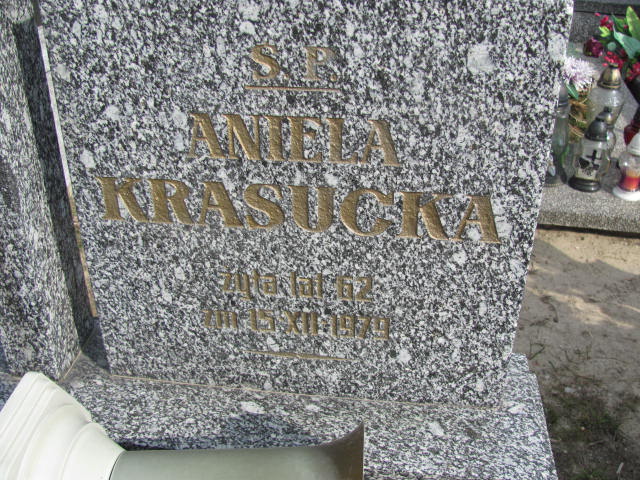 Ś. P.
ANIELA
KRASUCKA
żyła lat 62
zm 15 XII 1979